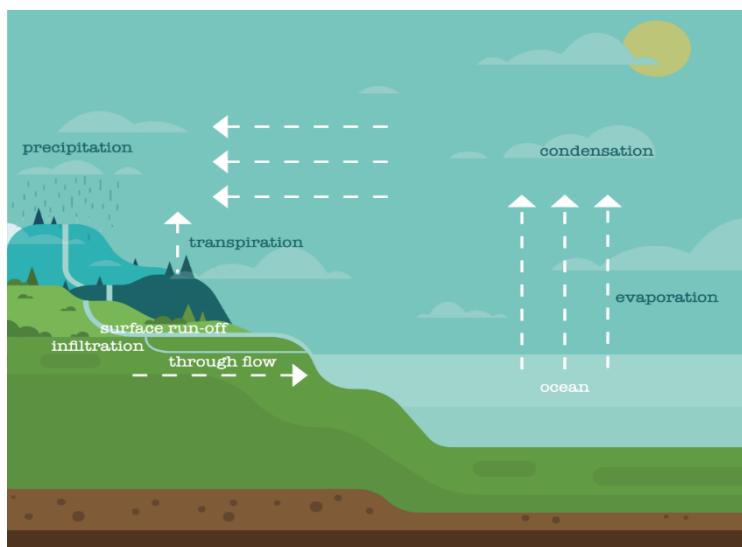 precipitation
condensation
transpiration
evaporation
surface run-off
infiltration
through flow
ocean